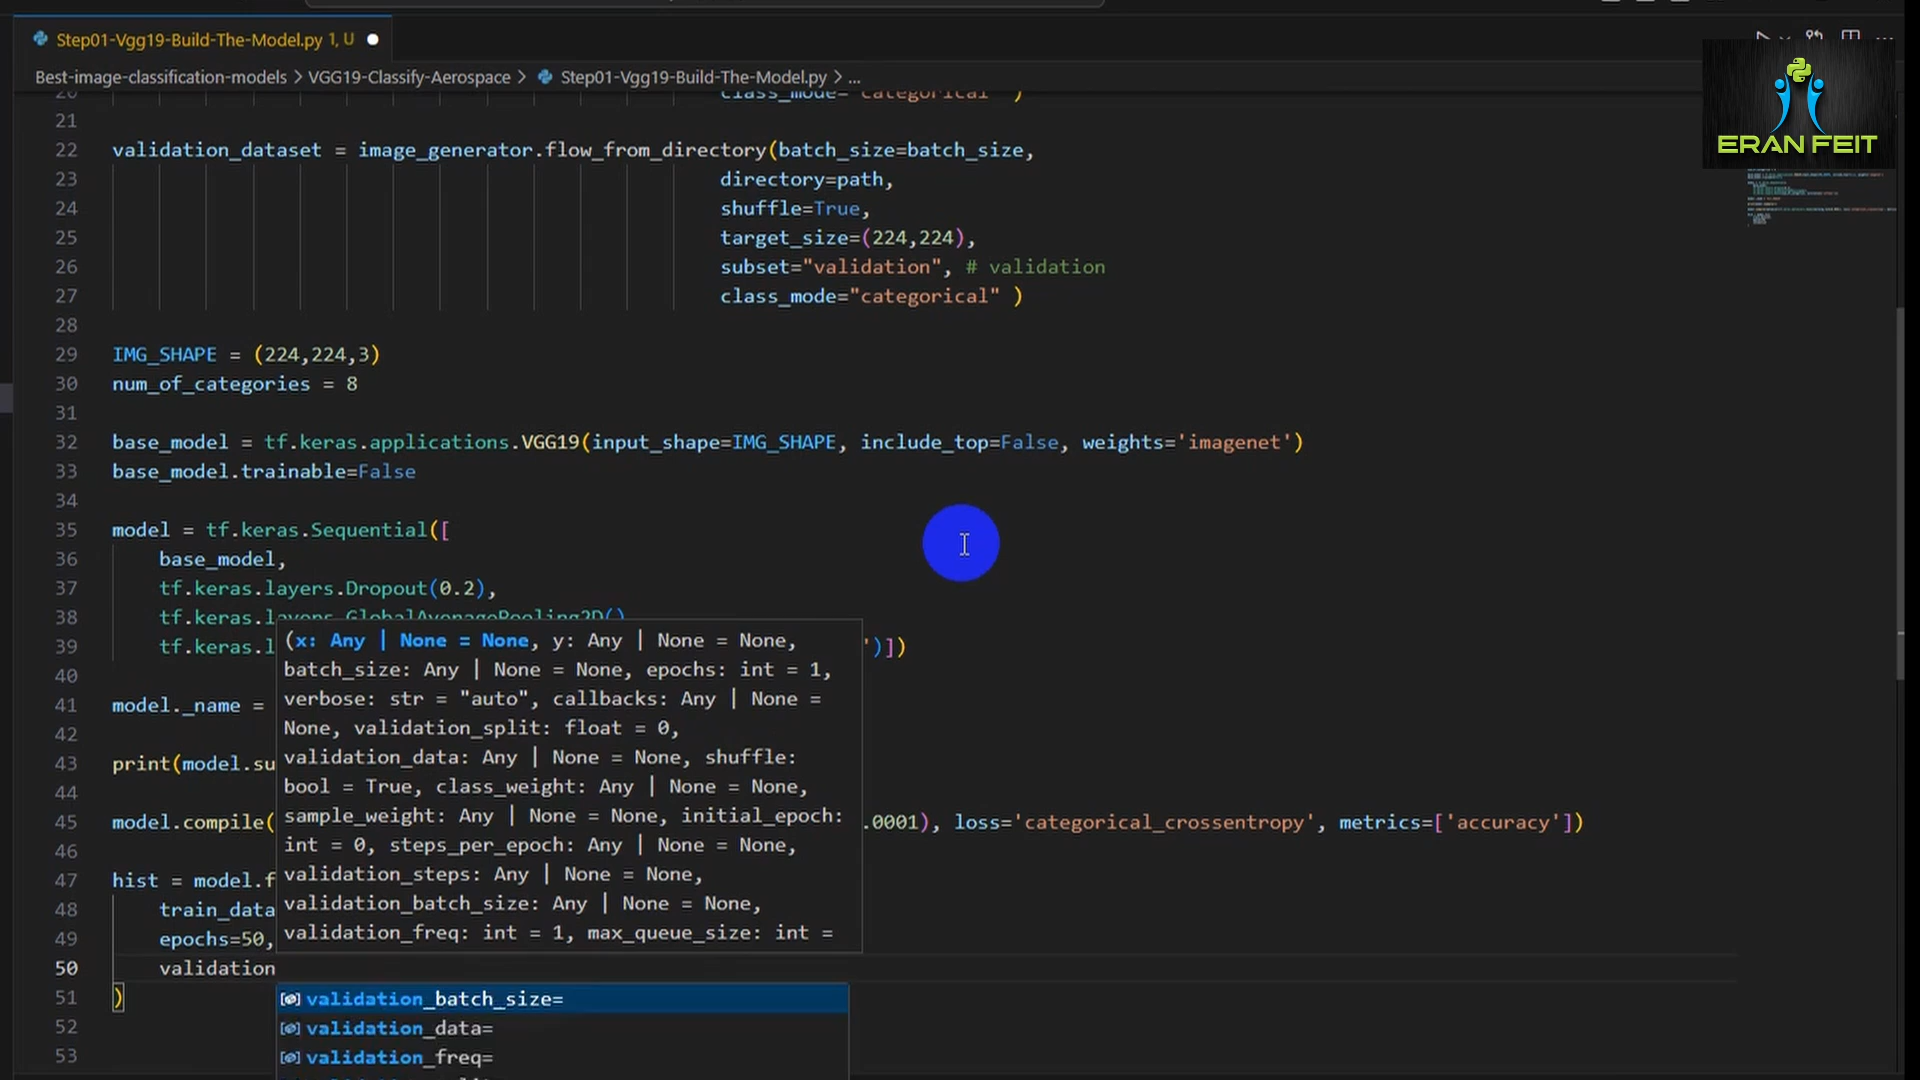 Step01-Vgg19-Build-The-Model.py 1, U
Best-image-classification-models > VGG19-Classify-Aerospace > Step01-Vgg19-Build-The-Model.py > ...
ERAN FEIT
20 class_mode="categorical" )
21
22 validation_dataset = image_generator.flow_from_directory(batch_size=batch_size,
23 directory=path,
24 shuffle=True,
25 target_size=(224,224),
26 subset="validation", # validation
27 class_mode="categorical" )
28
29 IMG_SHAPE = (224,224,3)
30 num_of_categories = 8
31
32 base_model = tf.keras.applications.VGG19(input_shape=IMG_SHAPE, include_top=False, weights='imagenet')
33 base_model.trainable=False
34
35 model = tf.keras.Sequential([
36 base_model,
37 tf.keras.layers.Dropout(0.2),
38 tf.keras.layers.GlobalAveragePooling2D()
39 tf.keras.l ')])
40
41 model._name =
42
43 print(model.su
44
45 model.compile( .0001), loss='categorical_crossentropy', metrics=['accuracy'])
46
47 hist = model.f
48 train_data
49 epochs=50,
50 validation
51 )
52
53
(x: Any | None = None, y: Any | None = None,
batch_size: Any | None = None, epochs: int = 1,
verbose: str = "auto", callbacks: Any | None =
None, validation_split: float = 0,
validation_data: Any | None = None, shuffle:
bool = True, class_weight: Any | None = None,
sample_weight: Any | None = None, initial_epoch:
int = 0, steps_per_epoch: Any | None = None,
validation_steps: Any | None = None,
validation_batch_size: Any | None = None,
validation_freq: int = 1, max_queue_size: int =
validation_batch_size=
validation_data=
validation_freq=